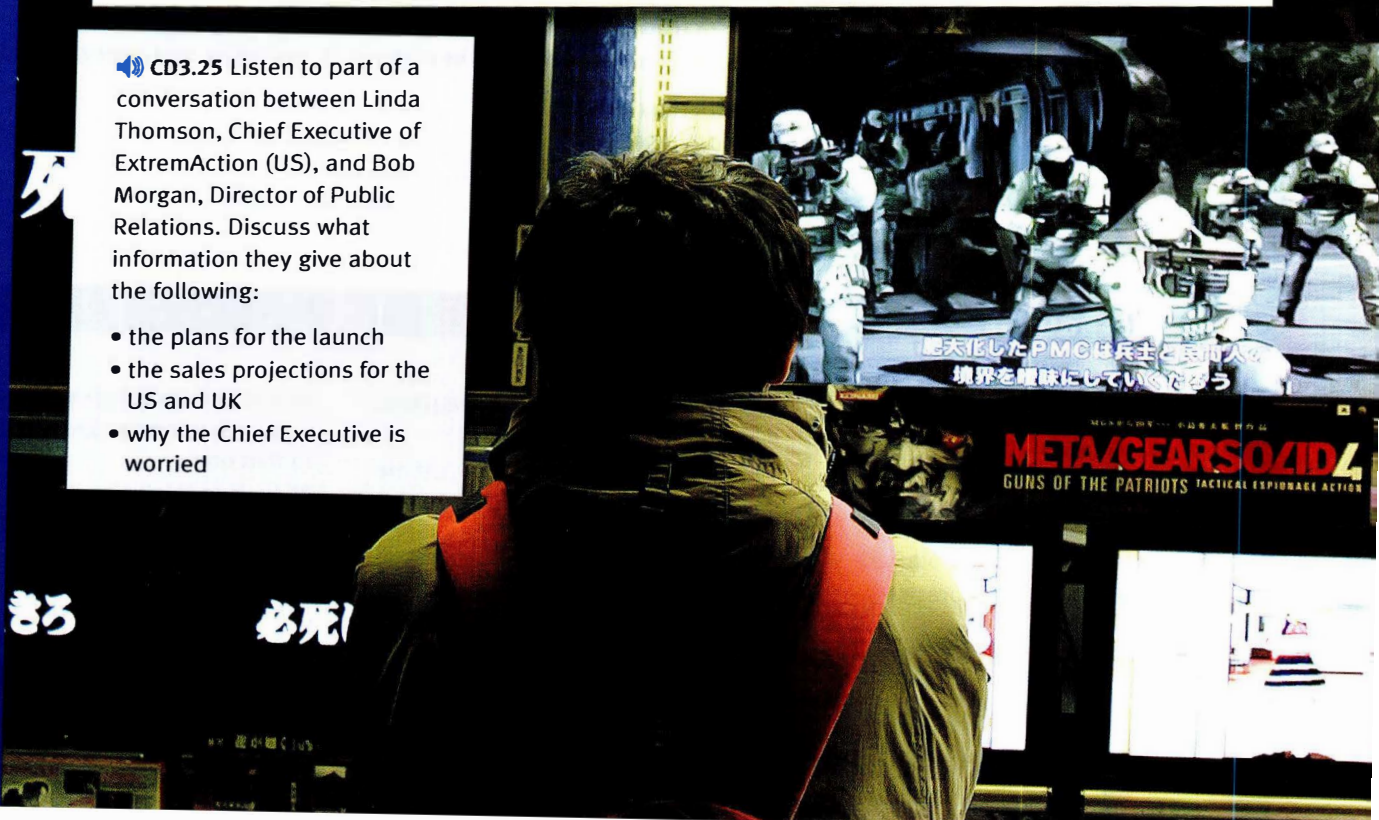 CD3.25 Listen to part of a
conversation between Linda
Thomson, Chief Executive of
ExtremAction (US), and Bob
Morgan, Director of Public
Relations. Discuss what
information they give about
the following:
• the plans for the launch
• the sales projections for the
US and UK
• why the Chief Executive is
worried
死
肥大化したPMCは兵士と民間人の
境界を曖昧にしていくだろう
KONAMI
METAL GEAR SOLID 4
GUNS OF THE PATRIOTS TACTICAL ESPIONAGE ACTION
きろ
必死